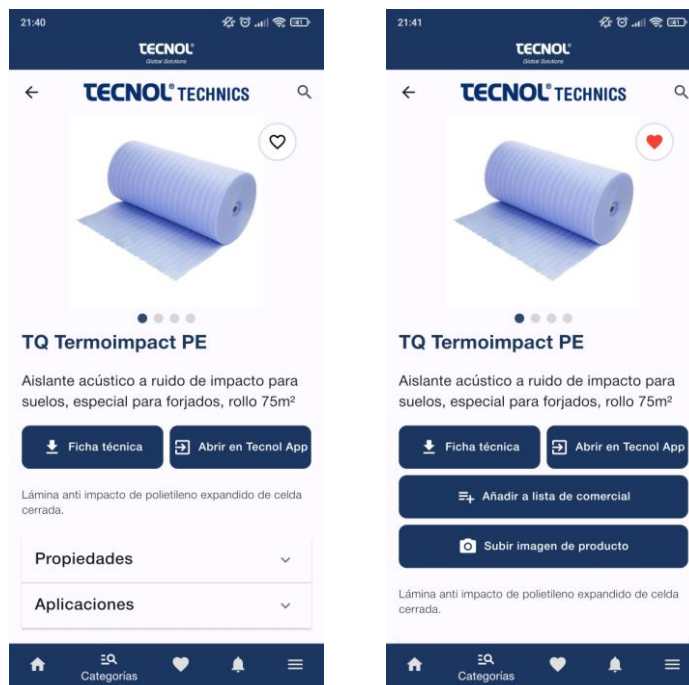 21:40
41
TECNOL®
Global Solutions
TECNOL® TECHNICS
TQ Termoimpact PE
Aislante acústico a ruido de impacto para
suelos, especial para forjados, rollo 75m²
Ficha técnica
Abrir en Tecnol App
Lámina anti impacto de polietileno expandido de celda
cerrada.
Propiedades
Aplicaciones
Categorías
21:41
41
TECNOL®
Global Solutions
TECNOL® TECHNICS
TQ Termoimpact PE
Aislante acústico a ruido de impacto para
suelos, especial para forjados, rollo 75m²
Ficha técnica
Abrir en Tecnol App
Añadir a lista de comercial
Subir imagen de producto
Lámina anti impacto de polietileno expandido de celda
cerrada.
Categorías